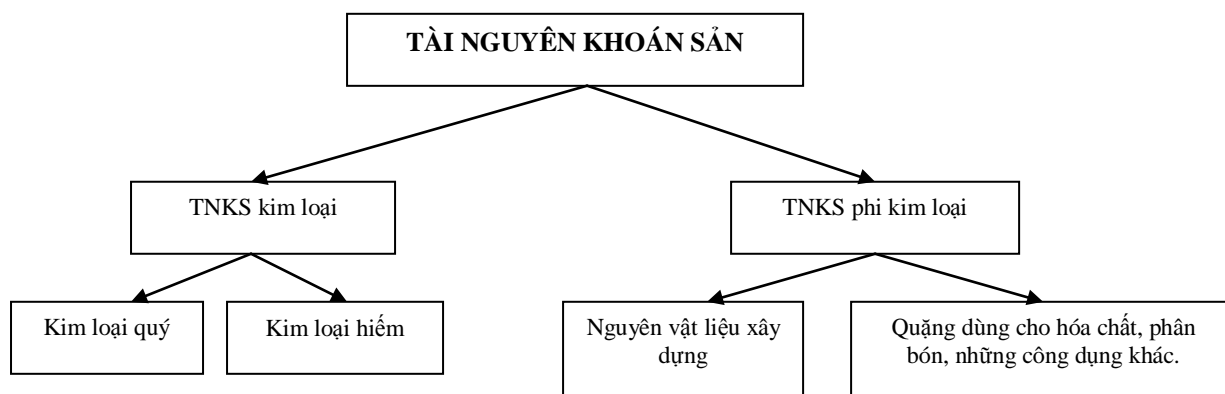 TÀI NGUYÊN KHOÁN SẢN
TNKS kim loại
TNKS phi kim loại
Kim loại quý
Kim loại hiếm
Nguyên vật liệu xây
dựng
Quặng dùng cho hóa chất, phân
bón, những công dụng khác.